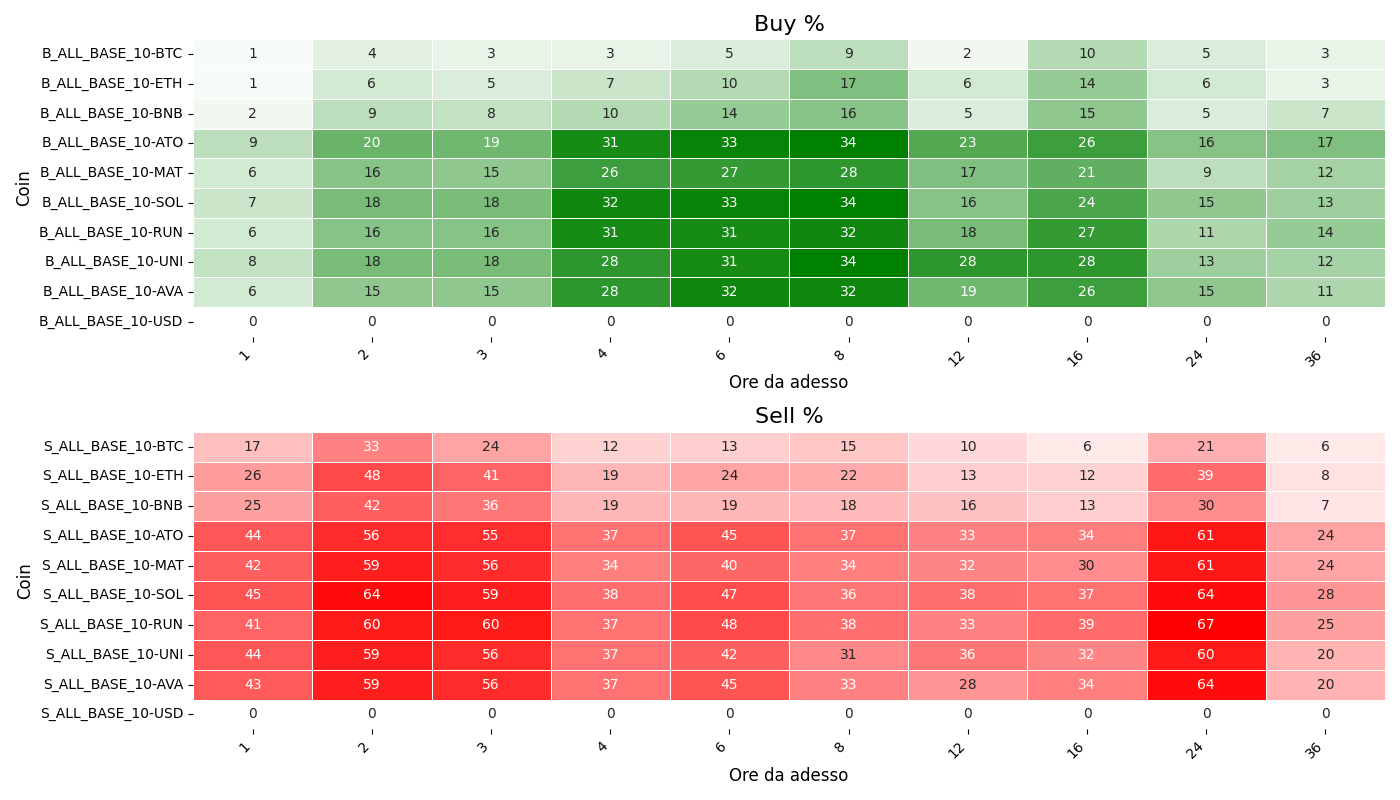 Buy %
Coin
B_ALL_BASE_10-BTC 1 4 3 3 5 9 2 10 5 3
B_ALL_BASE_10-ETH 1 6 5 7 10 17 6 14 6 3
B_ALL_BASE_10-BNB 2 9 8 10 14 16 5 15 5 7
B_ALL_BASE_10-ATO 9 20 19 31 33 34 23 26 16 17
B_ALL_BASE_10-MAT 6 16 15 26 27 28 17 21 9 12
B_ALL_BASE_10-SOL 7 18 18 32 33 34 16 24 15 13
B_ALL_BASE_10-RUN 6 16 16 31 31 32 18 27 11 14
B_ALL_BASE_10-UNI 8 18 18 28 31 34 28 28 13 12
B_ALL_BASE_10-AVA 6 15 15 28 32 32 19 26 15 11
B_ALL_BASE_10-USD 0 0 0 0 0 0 0 0 0 0
1 2 3 4 6 8 12 16 24 36
Ore da adesso
Sell %
Coin
S_ALL_BASE_10-BTC 17 33 24 12 13 15 10 6 21 6
S_ALL_BASE_10-ETH 26 48 41 19 24 22 13 12 39 8
S_ALL_BASE_10-BNB 25 42 36 19 19 18 16 13 30 7
S_ALL_BASE_10-ATO 44 56 55 37 45 37 33 34 61 24
S_ALL_BASE_10-MAT 42 59 56 34 40 34 32 30 61 24
S_ALL_BASE_10-SOL 45 64 59 38 47 36 38 37 64 28
S_ALL_BASE_10-RUN 41 60 60 37 48 38 33 39 67 25
S_ALL_BASE_10-UNI 44 59 56 37 42 31 36 32 60 20
S_ALL_BASE_10-AVA 43 59 56 37 45 33 28 34 64 20
S_ALL_BASE_10-USD 0 0 0 0 0 0 0 0 0 0
1 2 3 4 6 8 12 16 24 36
Ore da adesso